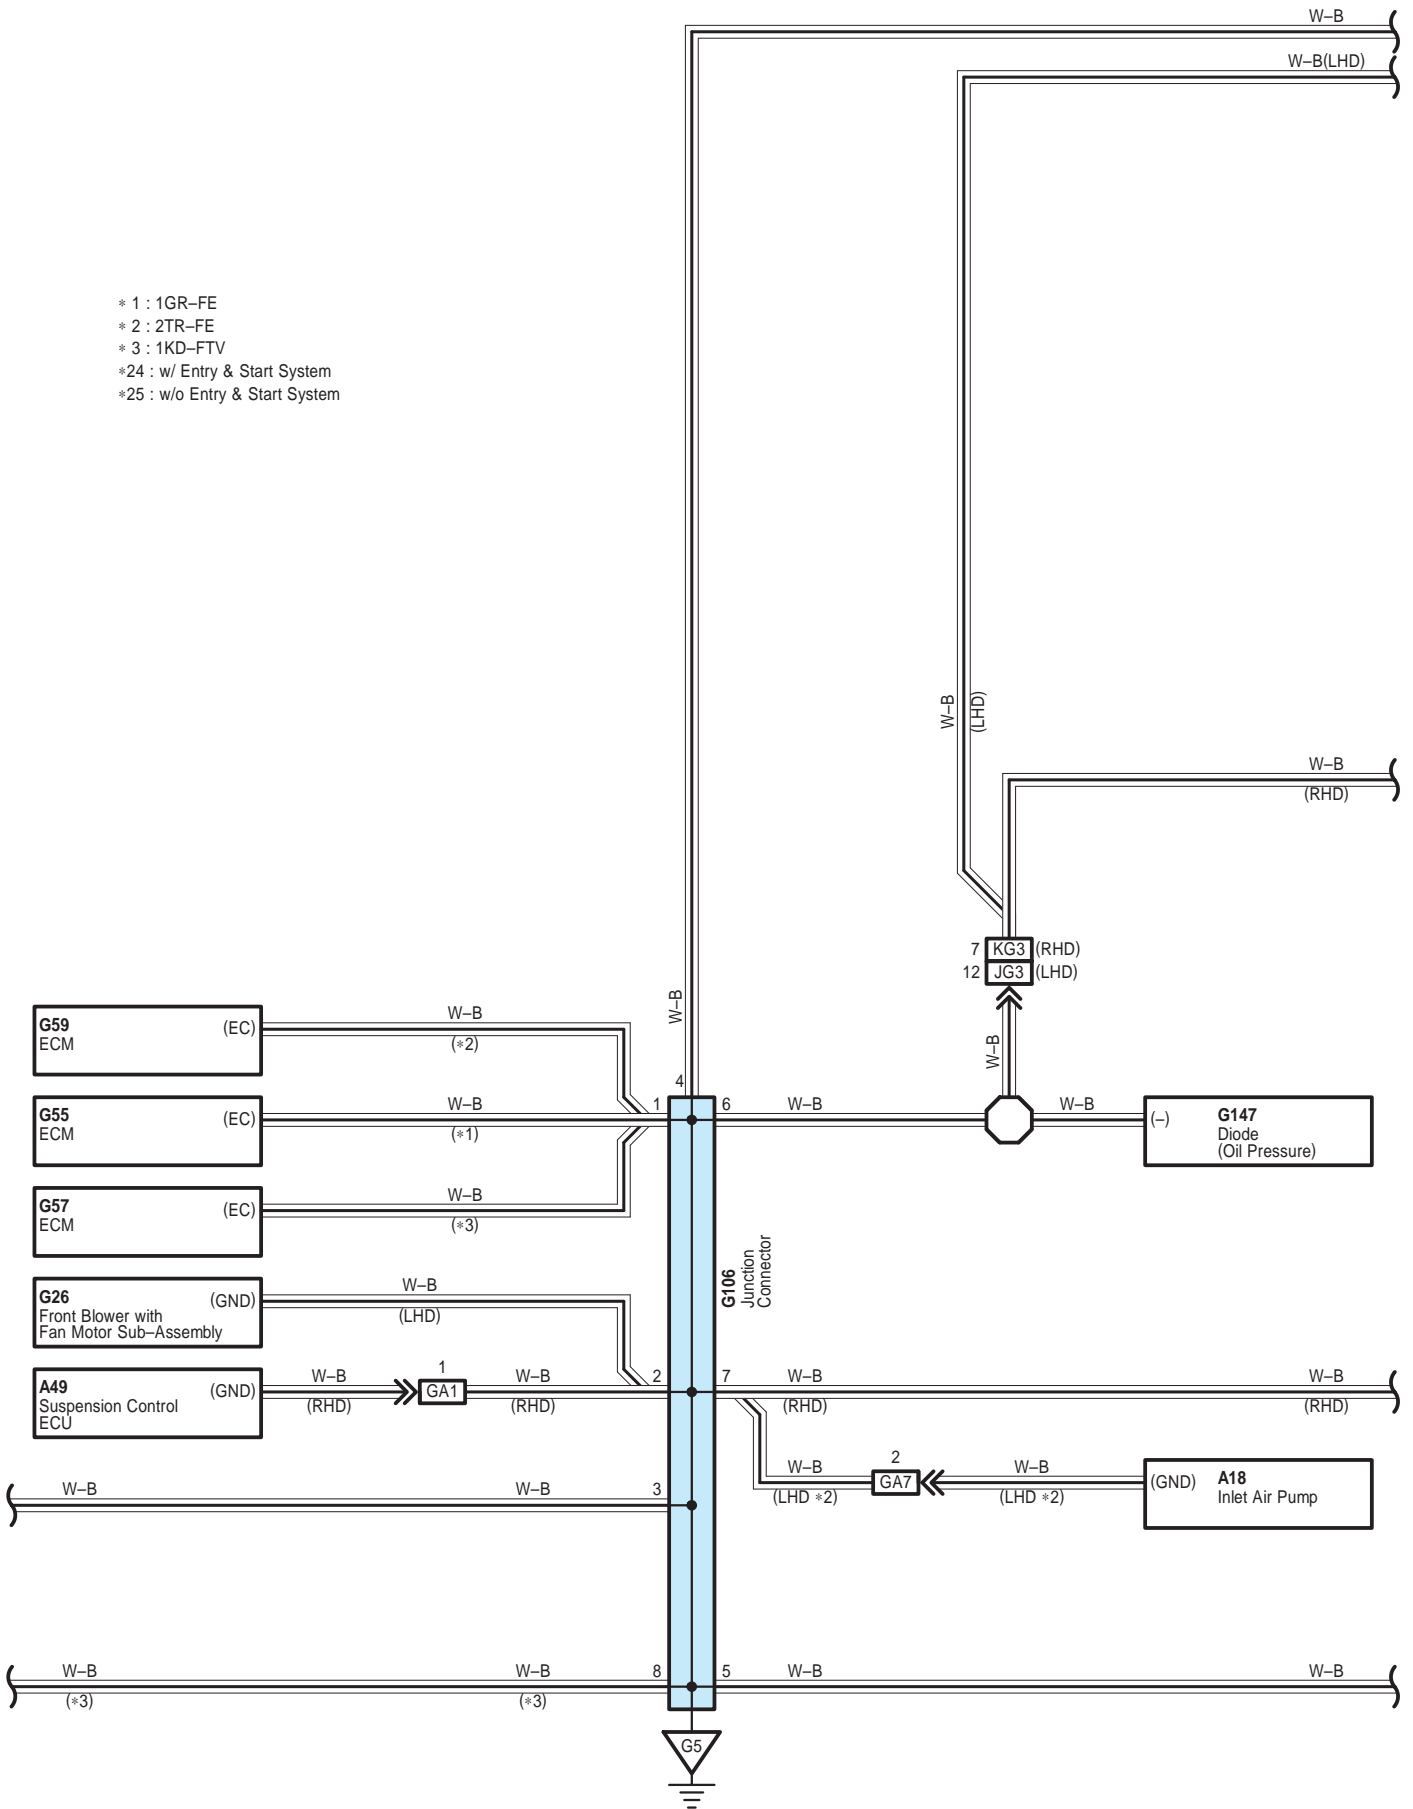 W–B
W–B(LHD)
∗ 1 : 1GR–FE
∗ 2 : 2TR–FE
∗ 3 : 1KD–FTV
∗24 : w/ Entry & Start System
∗25 : w/o Entry & Start System
W–B
(LHD)
W–B
(RHD)
7 KG3 (RHD)
12 JG3 (LHD)
W–B
W–B
G59
ECM
(EC)
W–B
(∗2)
4
G55
ECM
(EC)
W–B
(∗1)
1
6
W–B
W–B
(–)
G147
Diode
(Oil Pressure)
G57
ECM
(EC)
W–B
(∗3)
G106
Junction
Connector
G26
Front Blower with
Fan Motor Sub–Assembly
(GND)
W–B
(LHD)
A49
Suspension Control
ECU
(GND)
W–B
(RHD)
1
GA1
W–B
(RHD)
2
7
W–B
(RHD)
W–B
(RHD)
W–B
(LHD ∗2)
2
GA7
W–B
(LHD ∗2)
(GND)
A18
Inlet Air Pump
W–B
W–B
3
W–B
(∗3)
W–B
(∗3)
8
5
W–B
W–B
G5